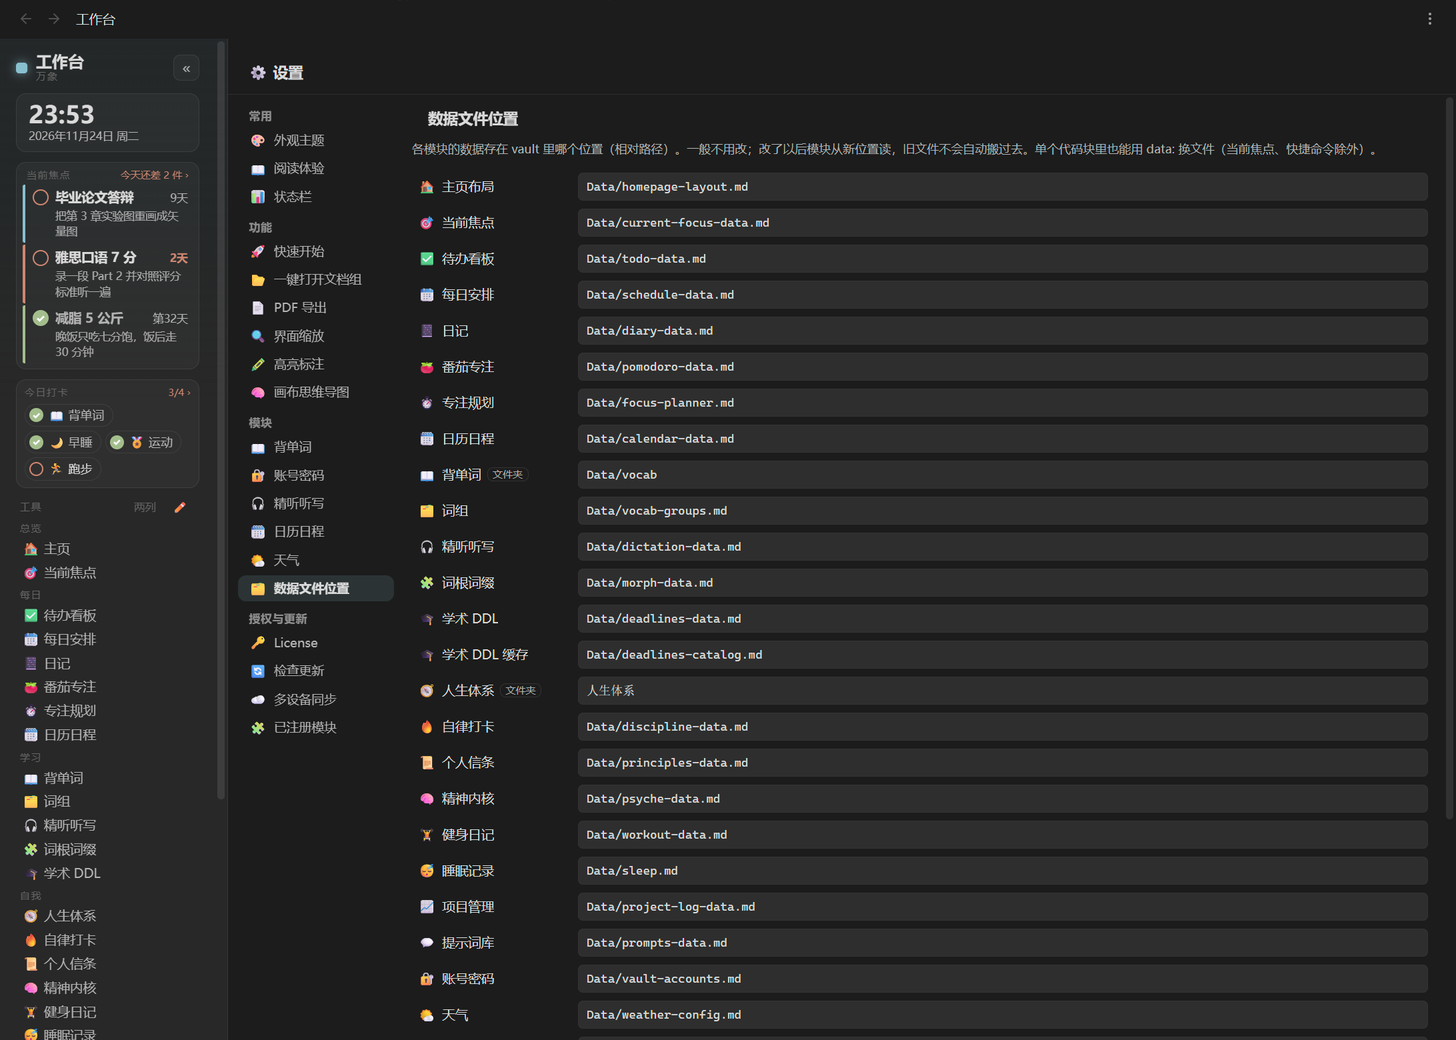 工作台
工作台
万象
«
23:53
2026年11月24日 周二
当前焦点
今天还差 2 件 ›
毕业论文答辩
9天
把第 3 章实验图重画成矢
量图
雅思口语 7 分
2天
录一段 Part 2 并对照评分
标准听一遍
减脂 5 公斤
第32天
晚饭只吃七分饱，饭后走
30 分钟
今日打卡
3/4 ›
背单词
早睡
运动
跑步
工具
两列
总览
主页
当前焦点
每日
待办看板
每日安排
日记
番茄专注
专注规划
日历日程
学习
背单词
词组
精听听写
词根词缀
学术 DDL
自我
人生体系
自律打卡
个人信条
精神内核
健身日记
睡眠记录
设置
常用
外观主题
阅读体验
状态栏
功能
快速开始
一键打开文档组
PDF 导出
界面缩放
高亮标注
画布思维导图
模块
背单词
账号密码
精听听写
日历日程
天气
数据文件位置
授权与更新
License
检查更新
多设备同步
已注册模块
数据文件位置
各模块的数据存在 vault 里哪个位置（相对路径）。一般不用改；改了以后模块从新位置读，旧文件不会自动搬过去。单个代码块里也能用 data: 换文件（当前焦点、快捷命令除外）。
主页布局 Data/homepage-layout.md
当前焦点 Data/current-focus-data.md
待办看板 Data/todo-data.md
每日安排 Data/schedule-data.md
日记 Data/diary-data.md
番茄专注 Data/pomodoro-data.md
专注规划 Data/focus-planner.md
日历日程 Data/calendar-data.md
背单词 文件夹 Data/vocab
词组 Data/vocab-groups.md
精听听写 Data/dictation-data.md
词根词缀 Data/morph-data.md
学术 DDL Data/deadlines-data.md
学术 DDL 缓存 Data/deadlines-catalog.md
人生体系 文件夹 人生体系
自律打卡 Data/discipline-data.md
个人信条 Data/principles-data.md
精神内核 Data/psyche-data.md
健身日记 Data/workout-data.md
睡眠记录 Data/sleep.md
项目管理 Data/project-log-data.md
提示词库 Data/prompts-data.md
账号密码 Data/vault-accounts.md
天气 Data/weather-config.md